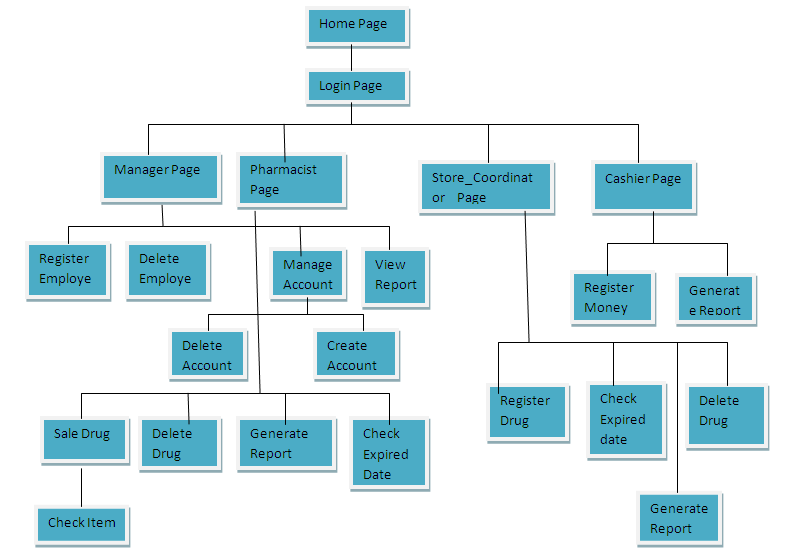 Home Page
Login Page
Manager Page
Pharmacist
Page
Store_Coordinat
or Page
Cashier Page
Register
Employe
Delete
Employe
Manage
Account
View
Report
Register
Money
Generat
e Report
Delete
Account
Create
Account
Sale Drug
Delete
Drug
Generate
Report
Check
Expired
Date
Register
Drug
Check
Expired
date
Delete
Drug
Check Item
Generate
Report